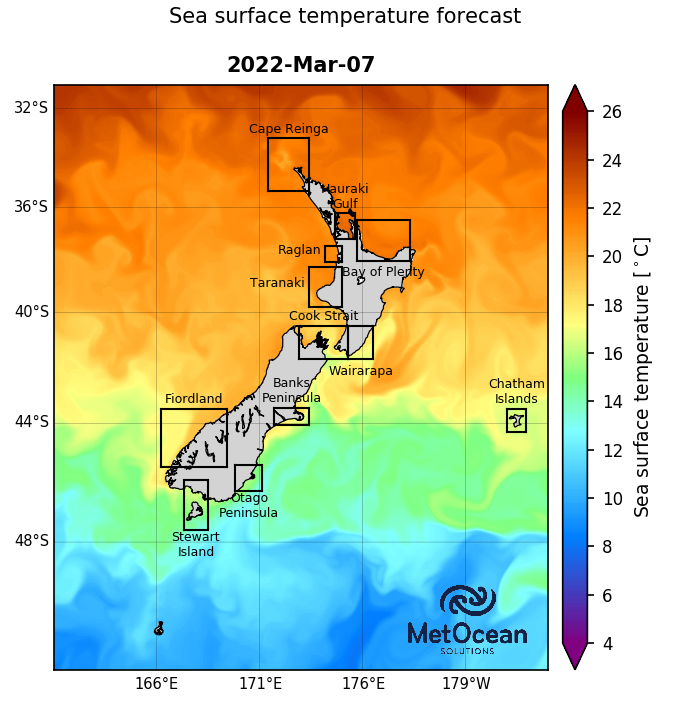 Sea surface temperature forecast
2022-Mar-07
32°S
36°S
40°S
44°S
48°S
166°E
171°E
176°E
179°W
Cape Reinga
Hauraki
Gulf
Raglan
Bay of Plenty
Taranaki
Cook Strait
Wairarapa
Banks
Peninsula
Fiordland
Chatham
Islands
Otago
Peninsula
Stewart
Island
MetOcean
SOLUTIONS
26
24
22
20
18
16
14
12
10
8
6
4
Sea surface temperature [°C]